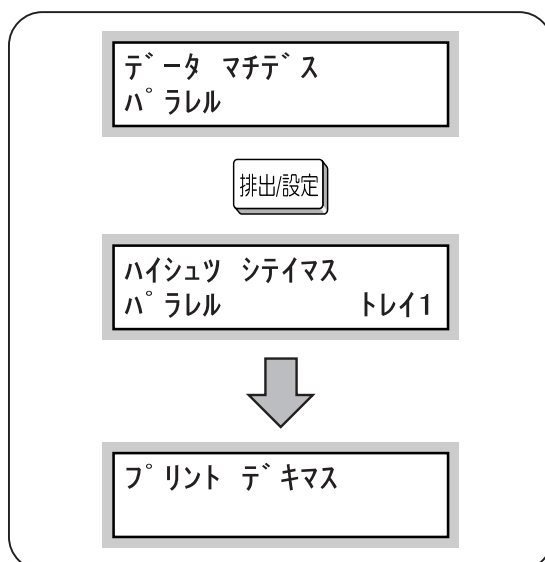 データ マチデス
パラレル
排出/設定
ハイシュツ シテイマス
パラレル トレイ1
プリント デキマス